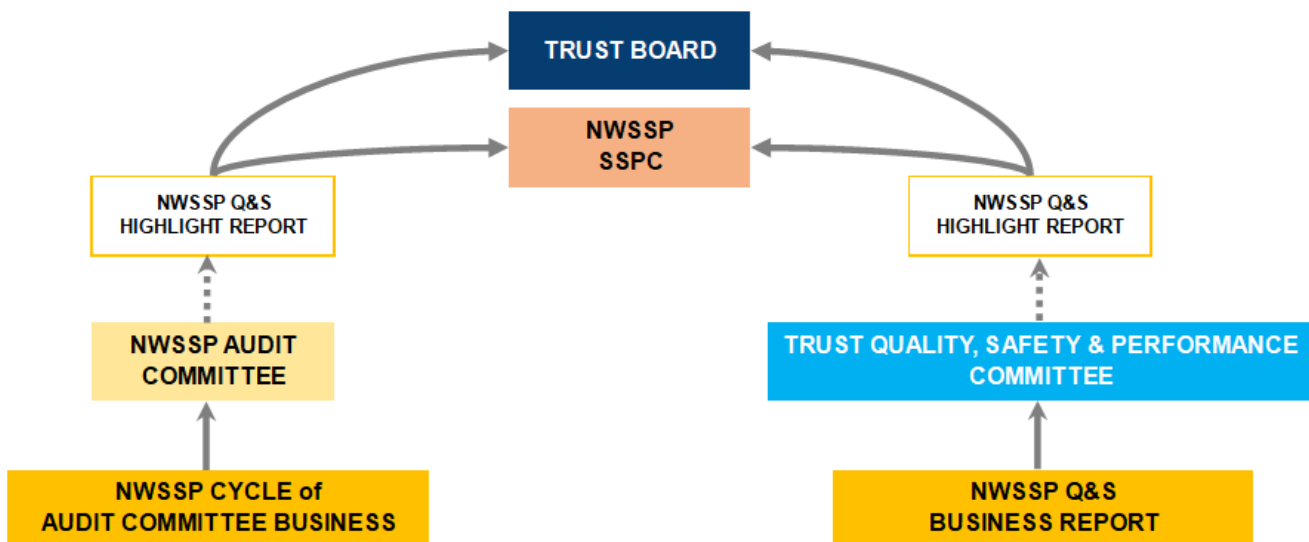 TRUST BOARD
NWSSP
SSPC
NWSSP Q&S
HIGHLIGHT REPORT
NWSSP Q&S
HIGHLIGHT REPORT
NWSSP AUDIT
COMMITTEE
TRUST QUALITY, SAFETY & PERFORMANCE
COMMITTEE
NWSSP CYCLE of
AUDIT COMMITTEE BUSINESS
NWSSP Q&S
BUSINESS REPORT